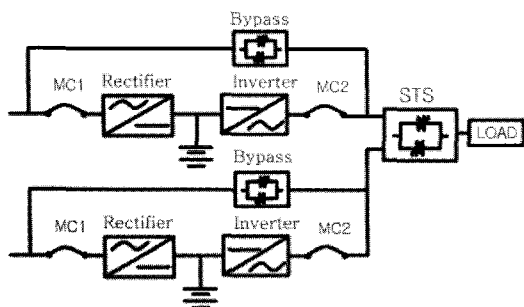 Bypass
MC1 Rectifier Inverter MC2
STS
LOAD
Bypass
MC1 Rectifier Inverter MC2